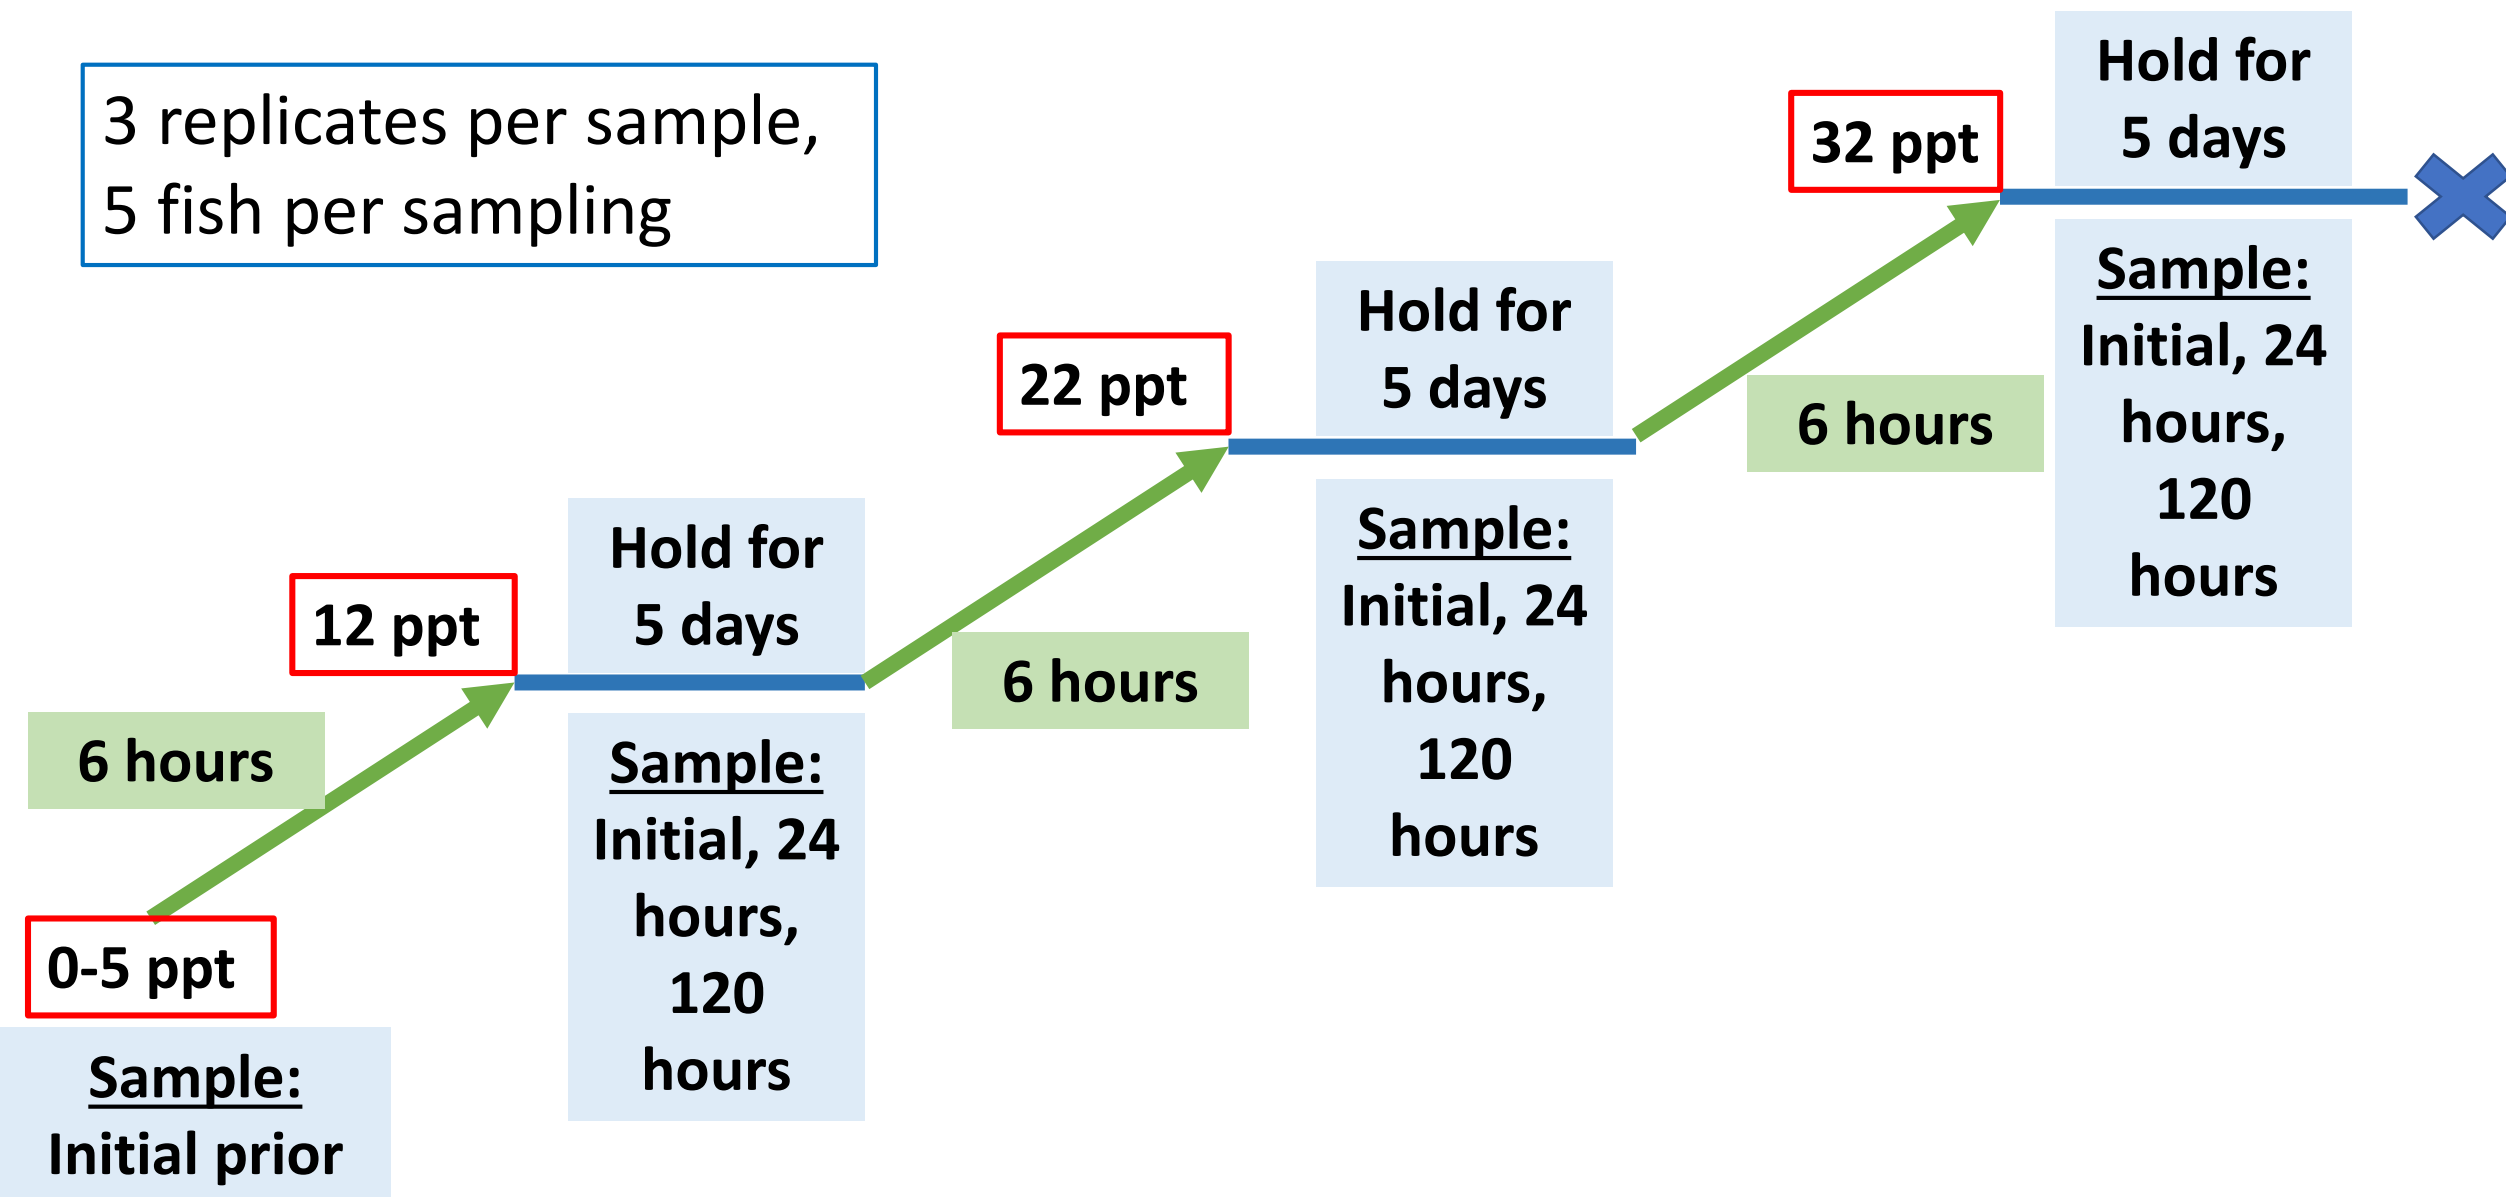 3 replicates per sample,
5 fish per sampling
0-5 ppt
Sample:
Initial prior
6 hours
12 ppt
Hold for
5 days
Sample:
Initial, 24
hours,
120
hours
6 hours
22 ppt
Hold for
5 days
Sample:
Initial, 24
hours,
120
hours
6 hours
32 ppt
Hold for
5 days
Sample:
Initial, 24
hours,
120
hours